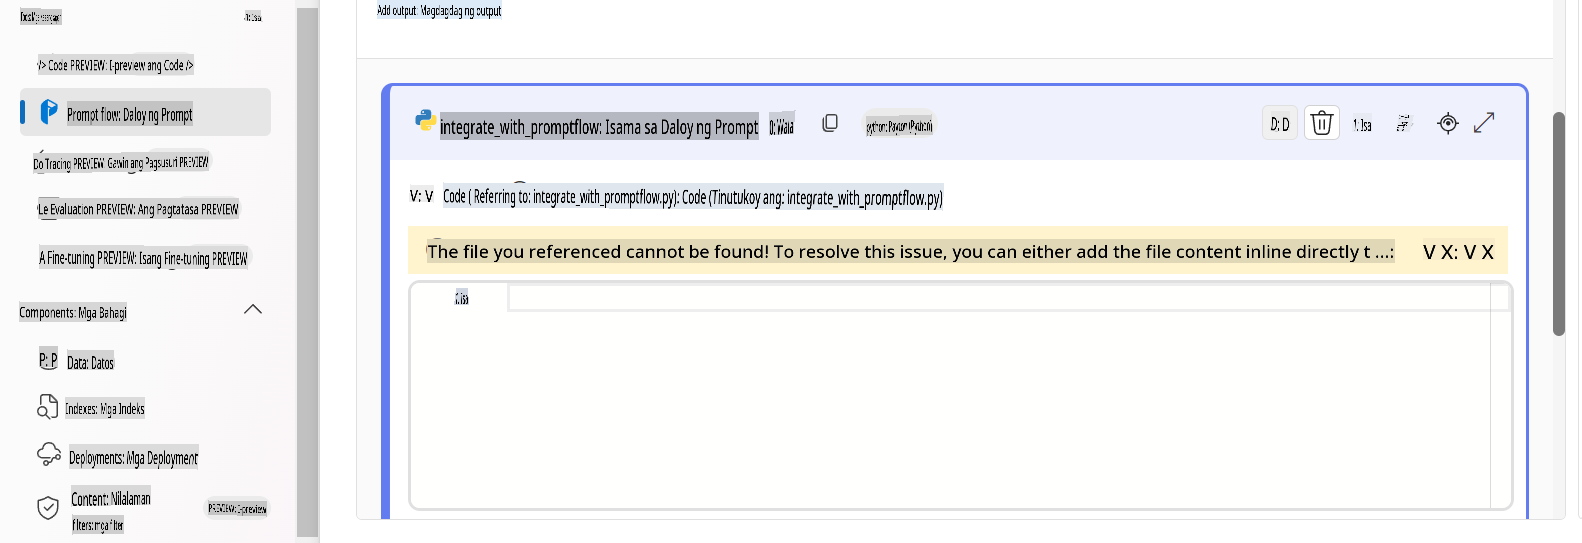 1: Isa
</> Code PREVIEW: I-preview ang Code />
Prompt flow: Daloy ng Prompt
Do Tracing PREVIEW: Gawin ang Pagsusuri PREVIEW
Le Evaluation PREVIEW: Ang Pagtatasa PREVIEW
A Fine-tuning PREVIEW: Isang Fine-tuning PREVIEW
Components: Mga Bahagi
P: P
Data: Datos
Indexes: Mga Indeks
Deployments: Mga Deployment
Content: Nilalaman
filters: mga filter
PREVIEW: I-preview
Add output: Magdagdag ng output
integrate_with_promptflow: Isama sa Daloy ng Prompt
0: Wala
python: Payton (Python)
D: D
1: Isa
V: V
Code ( Referring to: integrate_with_promptflow.py): Code (Tinutukoy ang: integrate_with_promptflow.py)
The file you referenced cannot be found! To resolve this issue, you can either add the file content inline directly t ...:
V X: V X
1: Isa